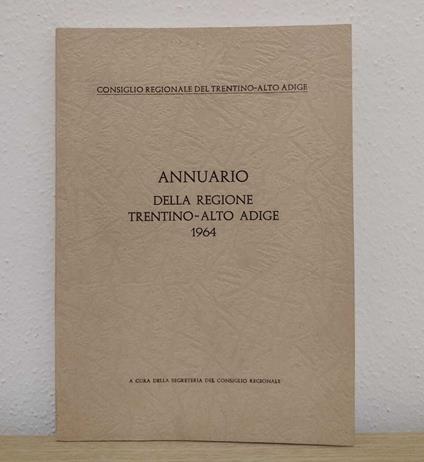 CONSIGLIO REGIONALE DEL TRENTINO-ALTO ADIGE
ANNUARIO
DELLA REGIONE
TRENTINO-ALTO ADIGE
1964
A CURA DELLA SEGRETERIA DEL CONSIGLIO REGIONALE